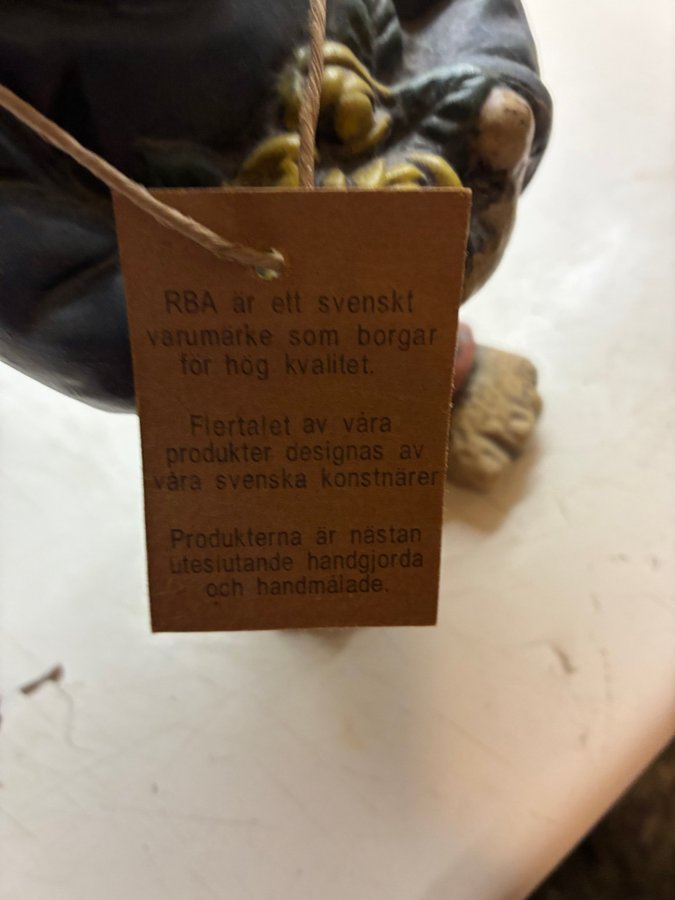 RBA är ett svenskt
varumärke som borgar
för hög kvalitet.
Flertalet av våra
produkter designas av
våra svenska konstnärer
Produkterna är nästan
uteslutande handgjorda
och handmålade.